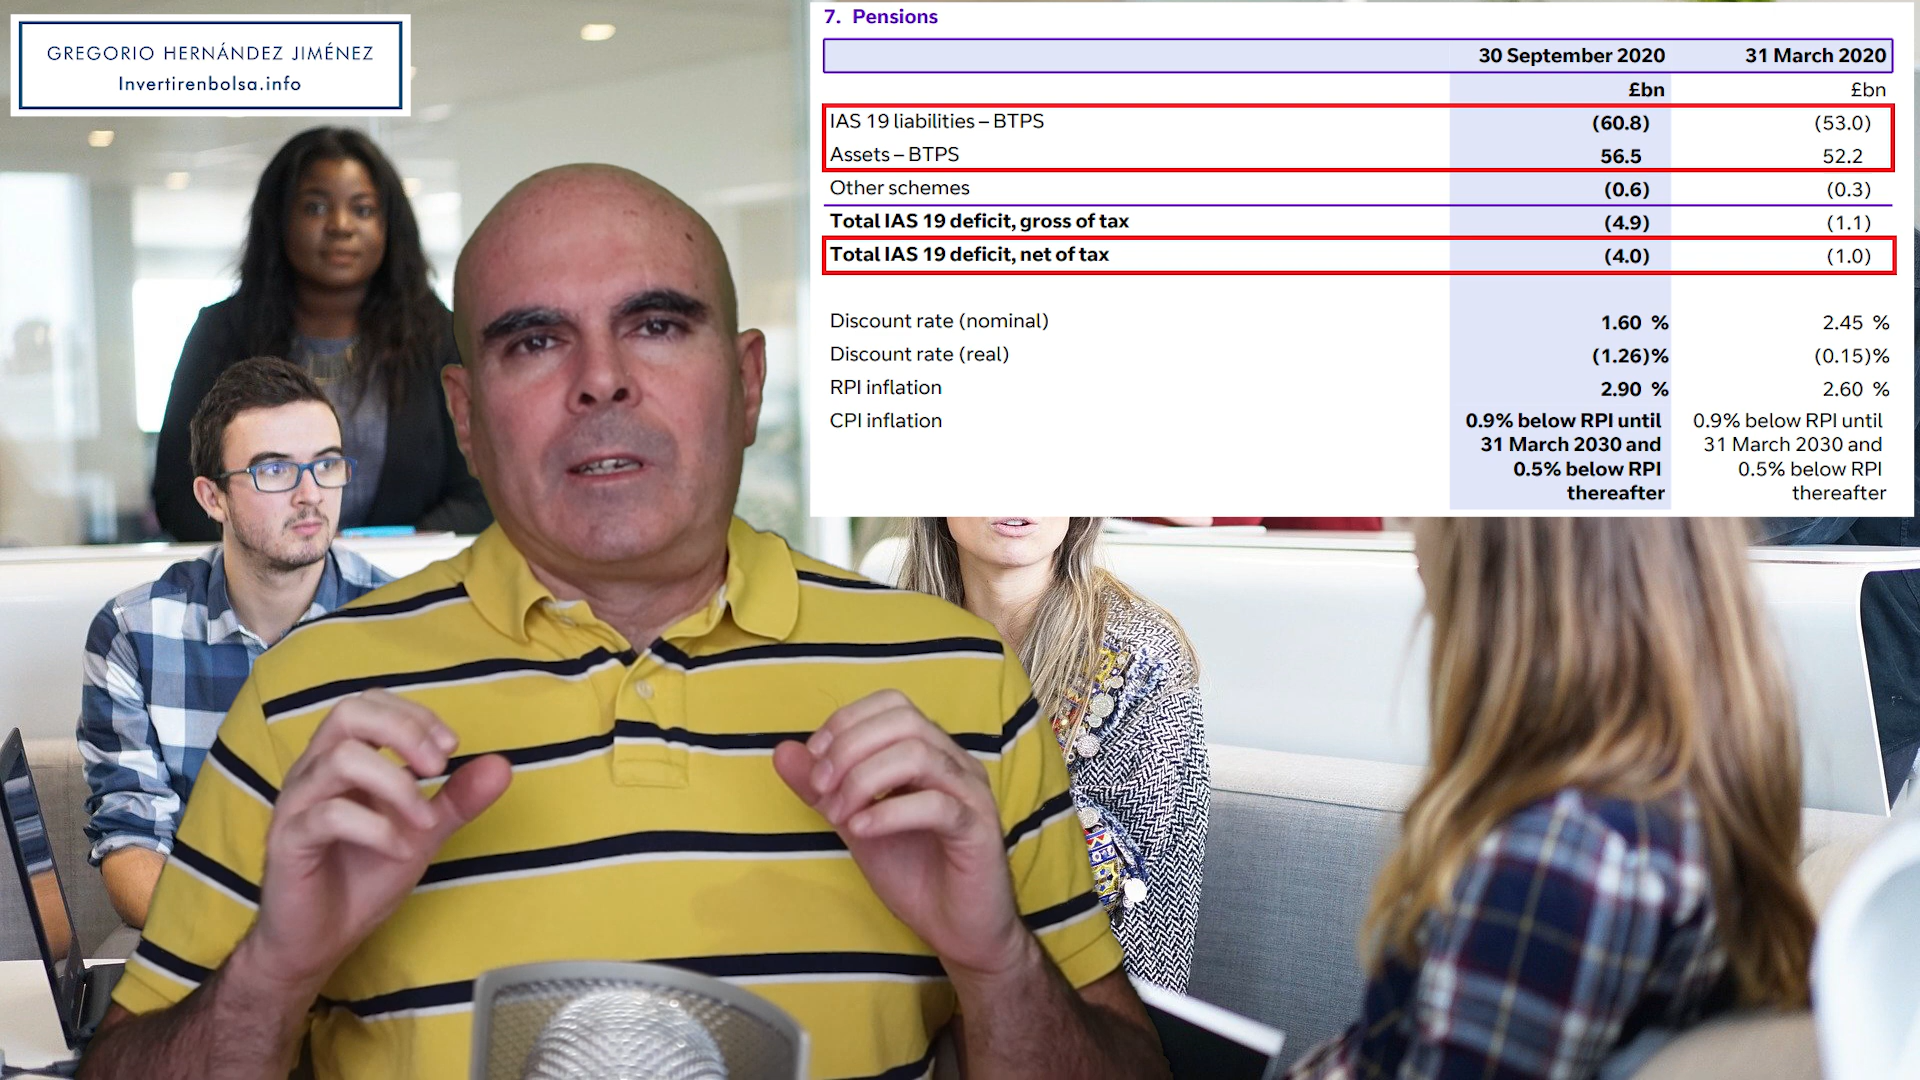 GREGORIO HERNÁNDEZ JIMÉNEZ
Invertirenbolsa.info
7. Pensions
30 September 2020 31 March 2020
£bn £bn
IAS 19 liabilities – BTPS (60.8) (53.0)
Assets – BTPS 56.5 52.2
Other schemes (0.6) (0.3)
Total IAS 19 deficit, gross of tax (4.9) (1.1)
Total IAS 19 deficit, net of tax (4.0) (1.0)
Discount rate (nominal) 1.60 % 2.45 %
Discount rate (real) (1.26)% (0.15)%
RPI inflation 2.90 % 2.60 %
CPI inflation 0.9% below RPI until 0.9% below RPI until
31 March 2030 and 31 March 2030 and
0.5% below RPI 0.5% below RPI
thereafter thereafter